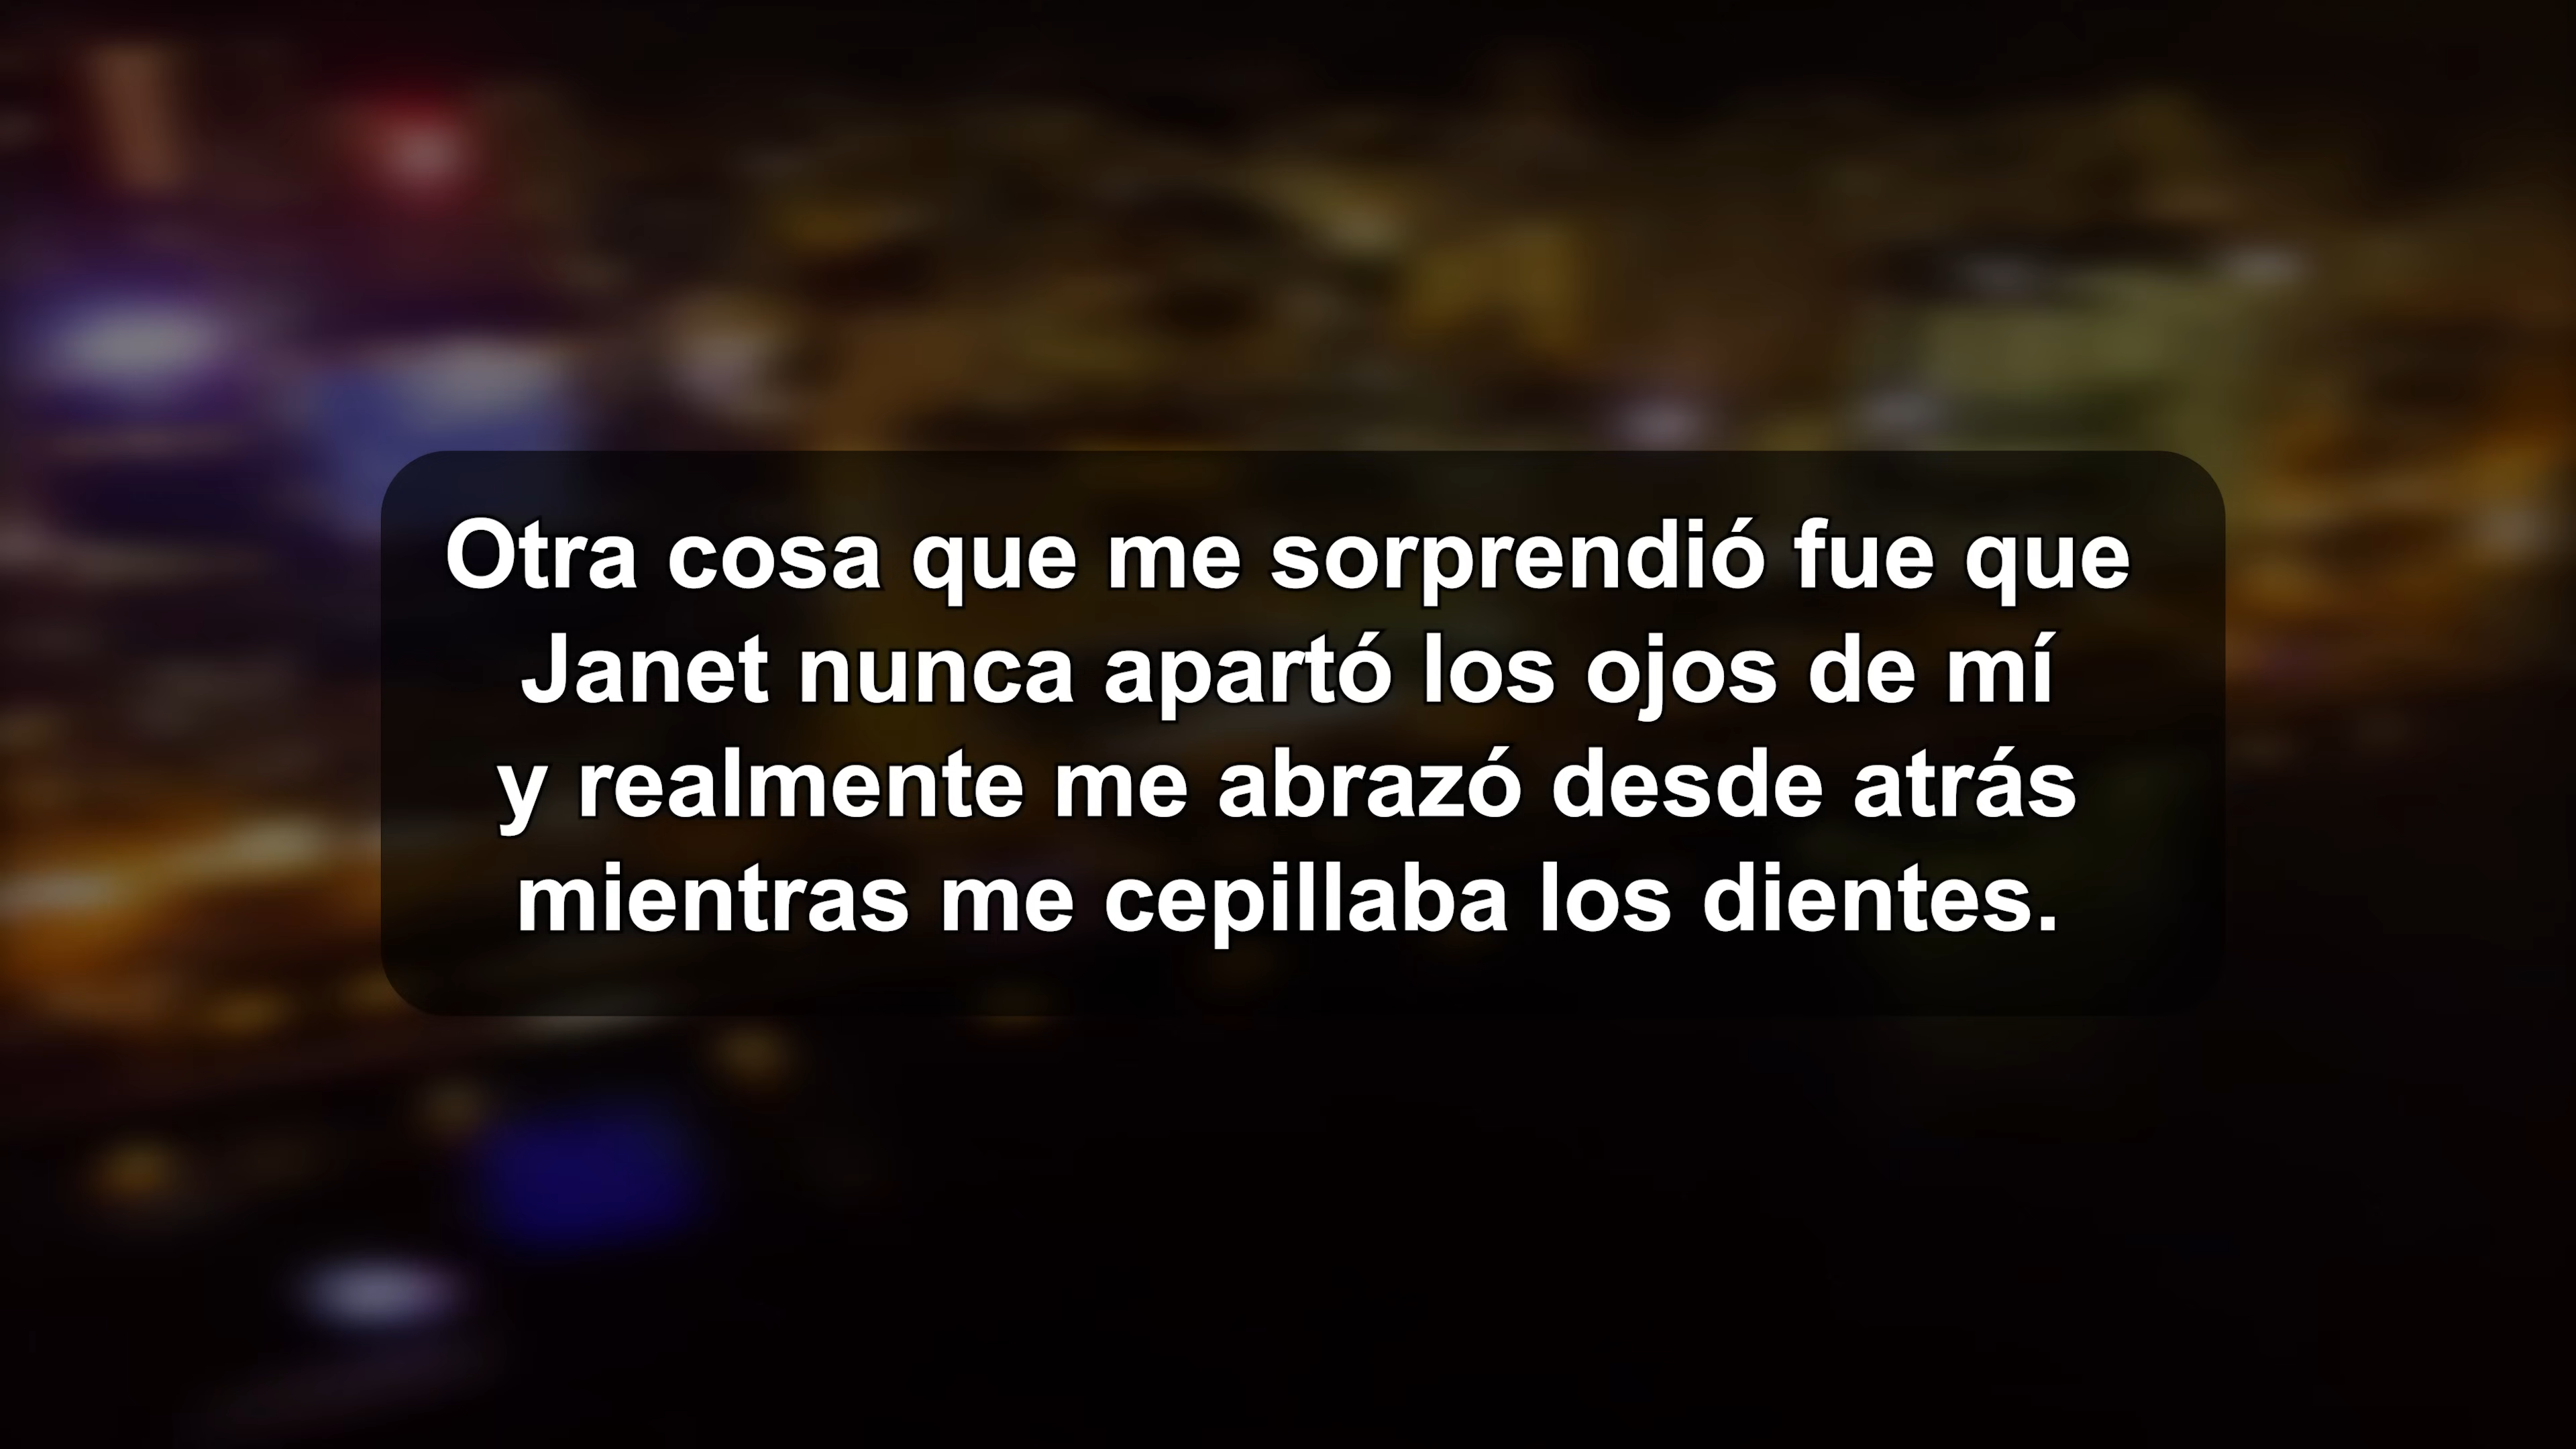 Otra cosa que me sorprendió fue que
Janet nunca apartó los ojos de mí
y realmente me abrazó desde atrás
mientras me cepillaba los dientes.